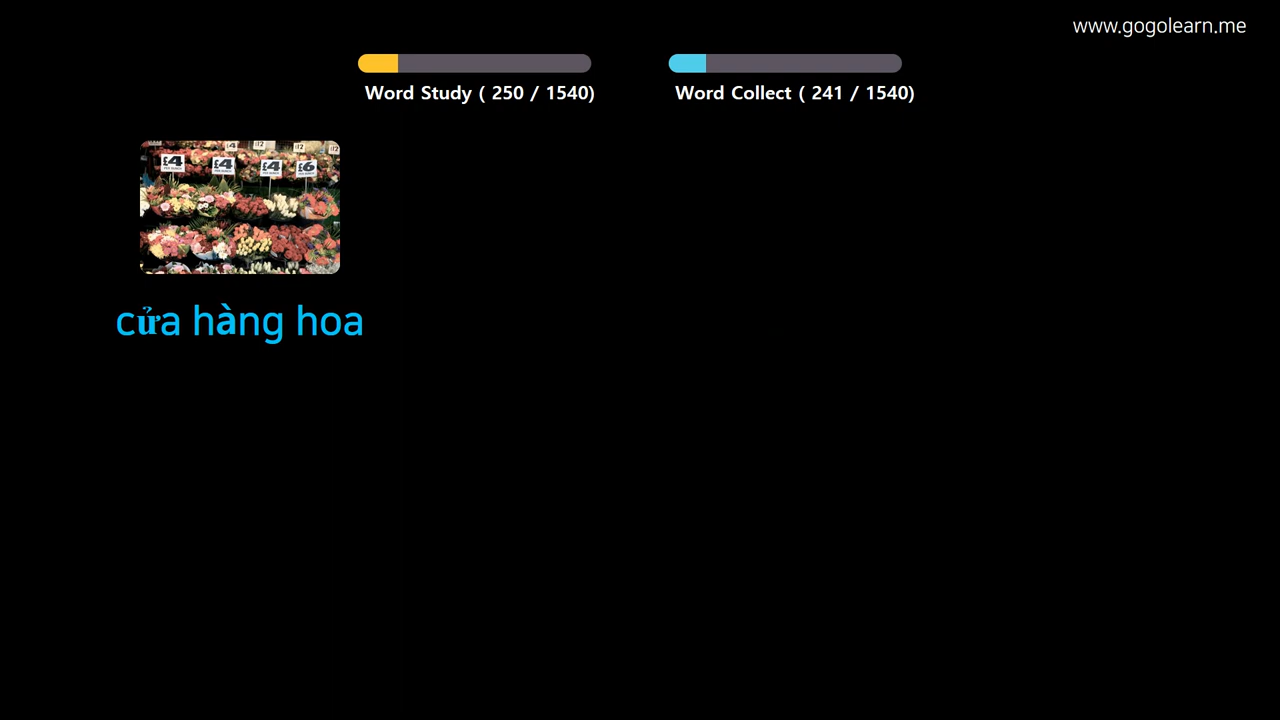 www.gogolearn.me
Word Study ( 250 / 1540)
Word Collect ( 241 / 1540)
£4
£4
£4
£6
cửa hàng hoa